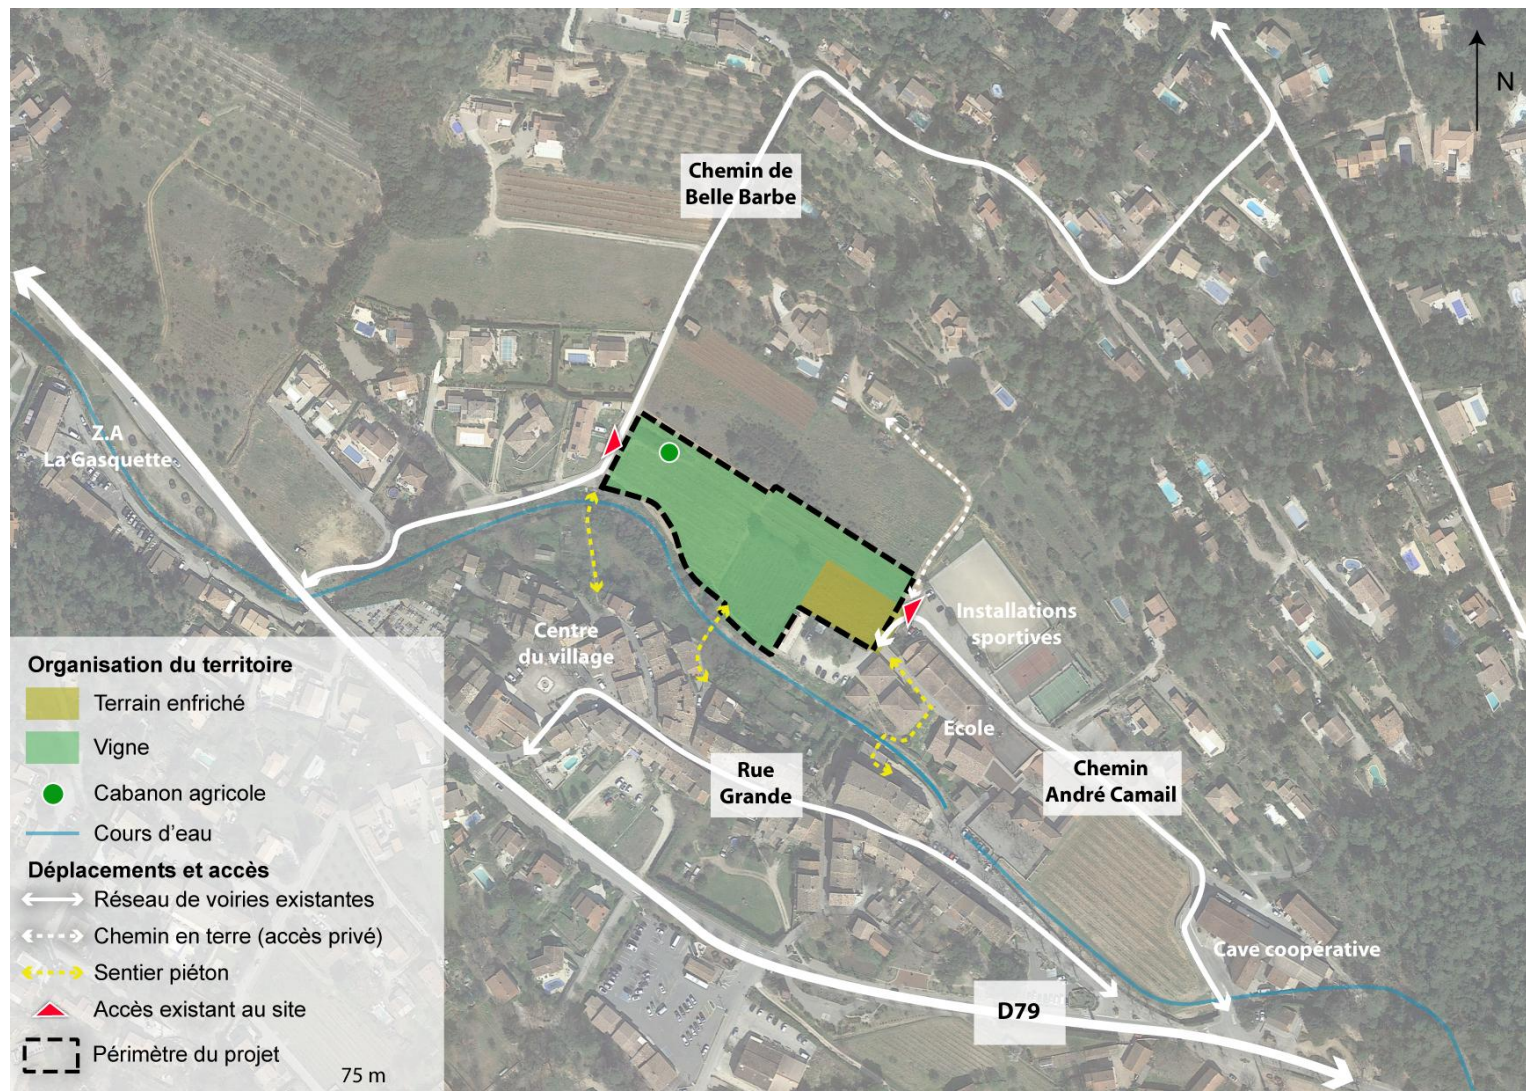 N
Chemin de
Belle Barbe
Z.A
La Gasquette
Installations
sportives
Centre
du village
Ecole
Rue
Grande
Chemin
André Camail
Cave coopérative
D79
Organisation du territoire
Terrain enfriché
Vigne
Cabanon agricole
Cours d'eau
Déplacements et accès
Réseau de voiries existantes
Chemin en terre (accès privé)
Sentier piéton
Accès existant au site
Périmètre du projet
75 m